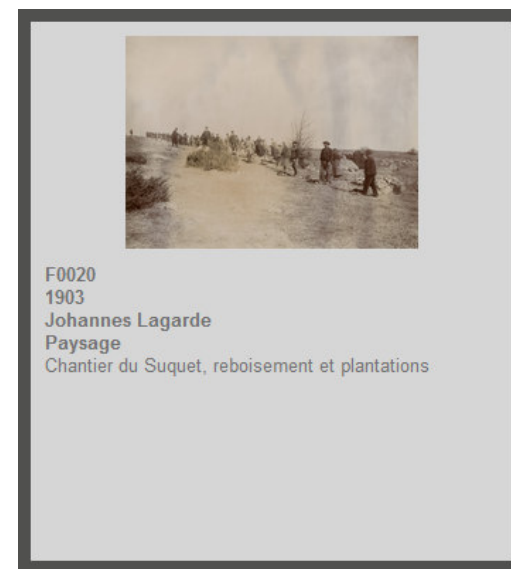 F0020
1903
Johannes Lagarde
Paysage
Chantier du Suquet, reboisement et plantations